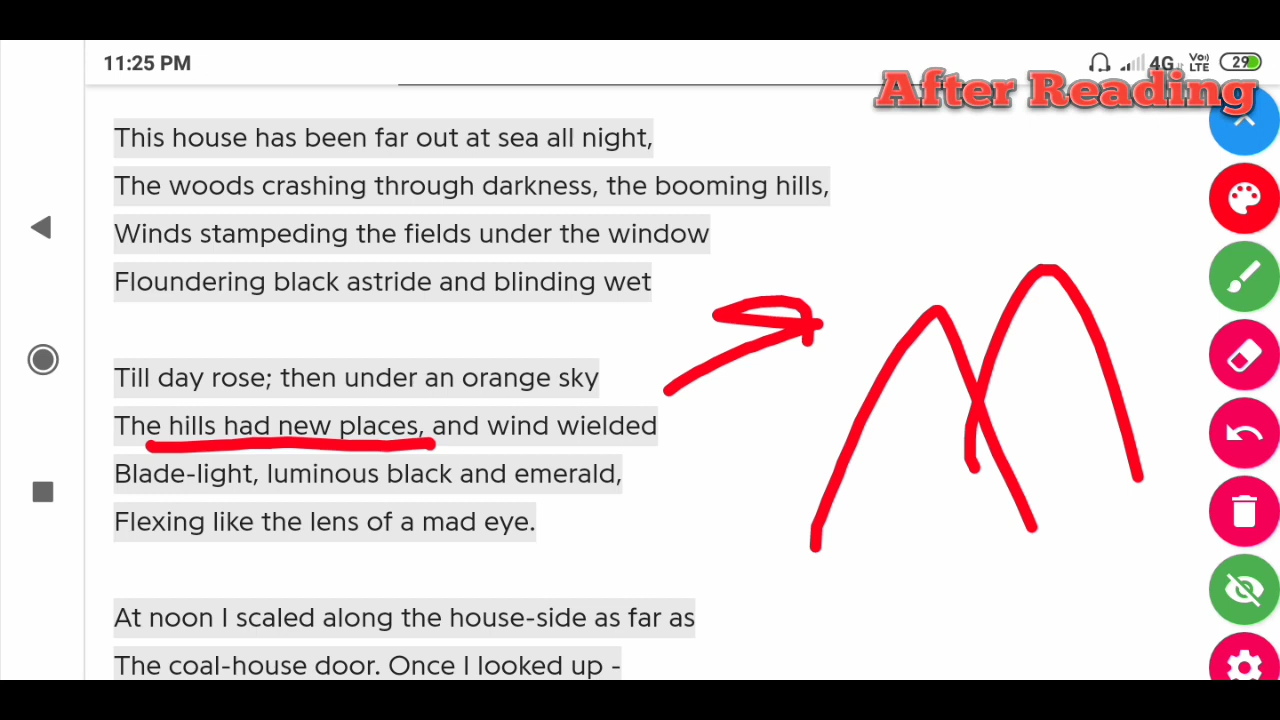 11:25 PM
4G Vo) LTE 29
After Reading
This house has been far out at sea all night,
The woods crashing through darkness, the booming hills,
Winds stampeding the fields under the window
Floundering black astride and blinding wet
Till day rose; then under an orange sky
The hills had new places, and wind wielded
Blade-light, luminous black and emerald,
Flexing like the lens of a mad eye.
At noon I scaled along the house-side as far as
The coal-house door. Once I looked up -